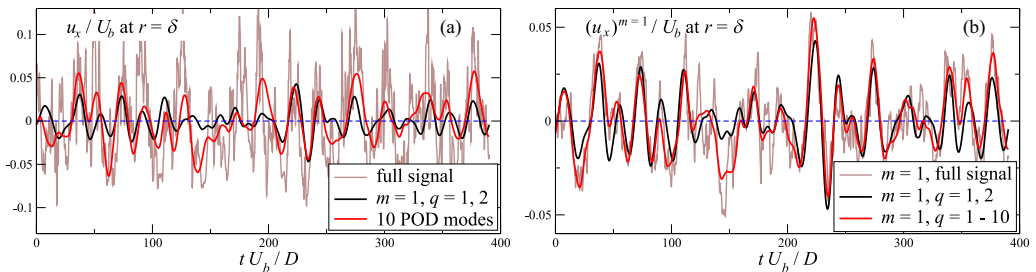 u_x / U_b at r = δ (a)
0.1
0.05
0
-0.05
-0.1
0 100 200 300 400
t U_b / D
full signal
m = 1, q = 1, 2
10 POD modes
(u_x)^{m = 1} / U_b at r = δ (b)
0.05
0
-0.05
0 100 200 300 400
t U_b / D
m = 1, full signal
m = 1, q = 1, 2
m = 1, q = 1 - 10